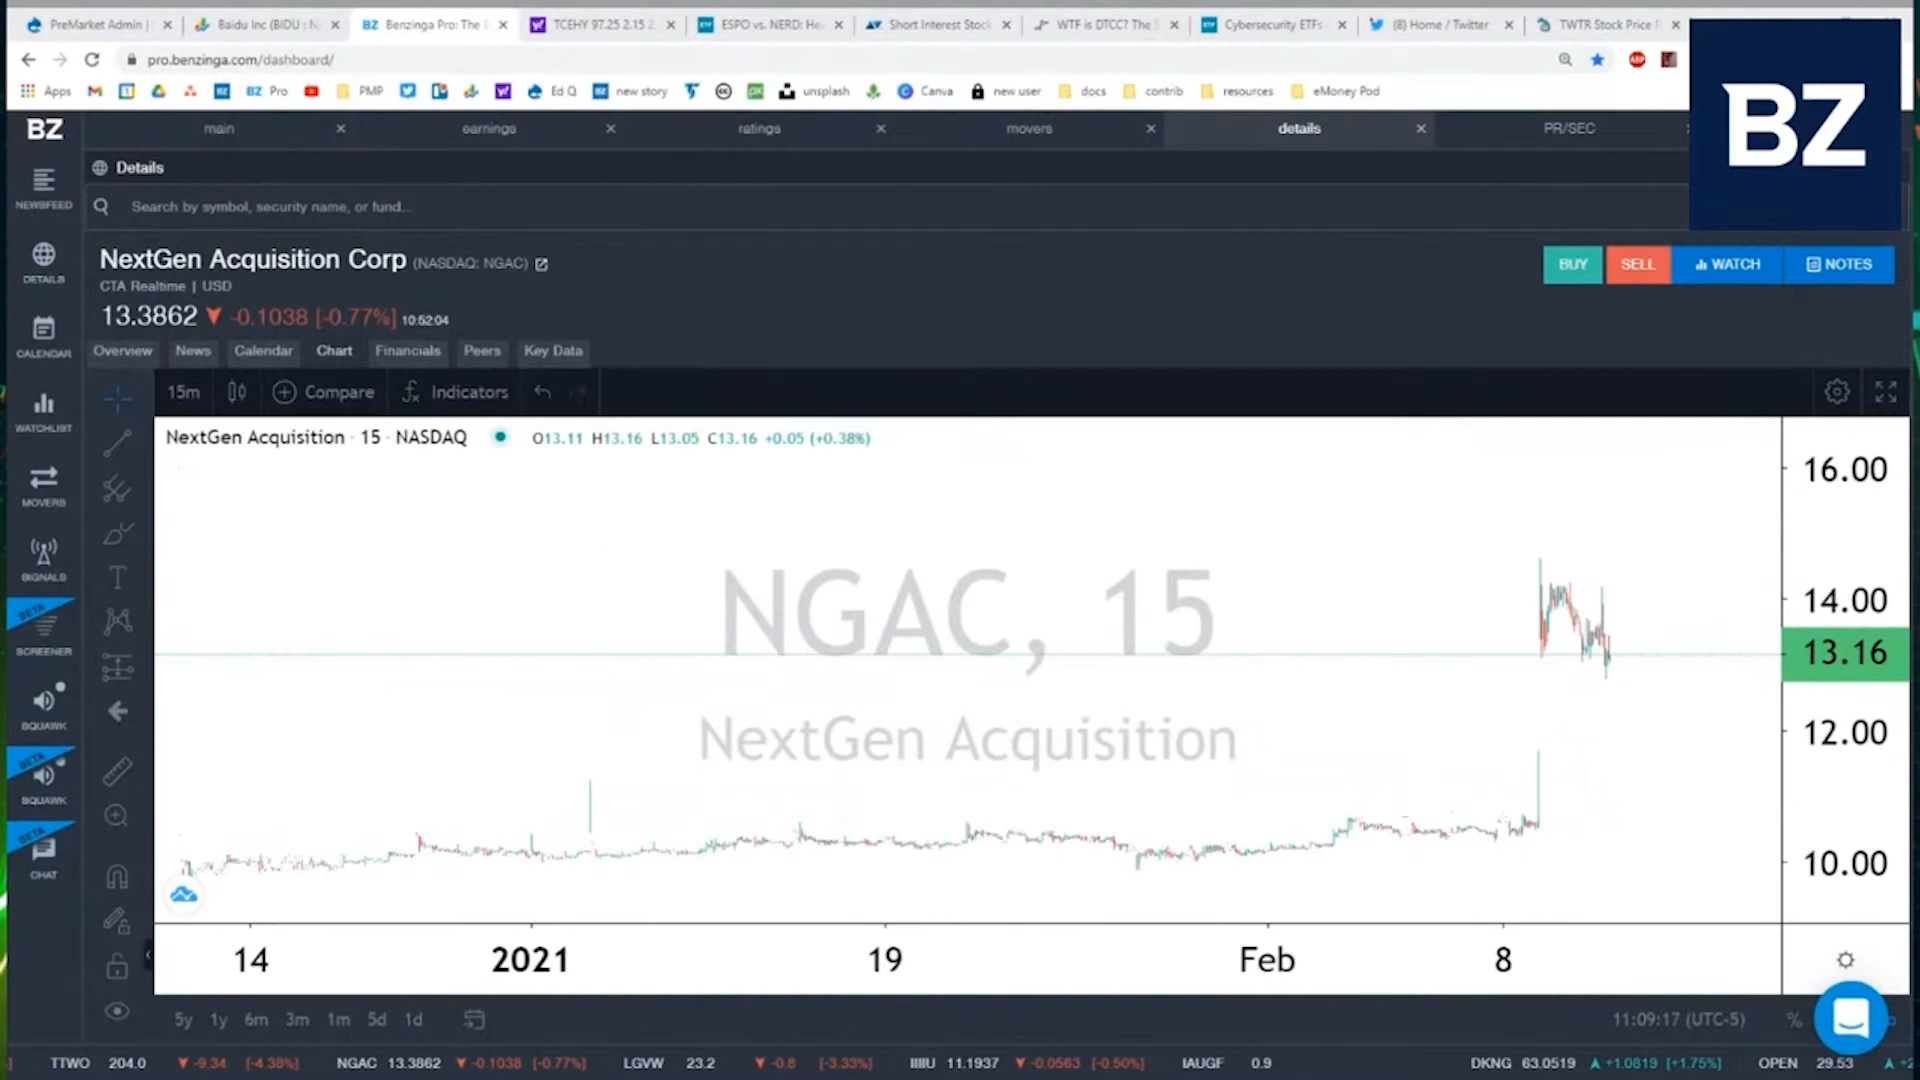 PreMarket Admin |
Baidu Inc (BIDU : N
BZ Benzinga Pro: The B
TCEHY 97.25 2.15 2.
ESPO vs. NERD: He
Short Interest Stock
WTF is DTCC? The
Cybersecurity ETFs
(8) Home / Twitter
TWTR Stock Price
pro.benzinga.com/dashboard/
ABP
Apps
BZ Pro
PMP
Ed Q
new story
unsplash
Canva
new user
docs
contrib
resources
eMoney Pod
BZ
BZ
main
earnings
ratings
movers
details
PR/SEC
Details
Search by symbol, security name, or fund...
NextGen Acquisition Corp (NASDAQ: NGAC)
CTA Realtime | USD
13.3862 -0.1038 [-0.77%] 10:52:04
BUY
SELL
WATCH
NOTES
Overview
News
Calendar
Chart
Financials
Peers
Key Data
NEWSFEED
DETAILS
CALENDAR
WATCHLIST
MOVERS
SIGNALS
BETA
SCREENER
SQUAWK
BETA
SQUAWK
BETA
CHAT
15m
Compare
Indicators
NextGen Acquisition · 15 · NASDAQ
O13.11 H13.16 L13.05 C13.16 +0.05 (+0.38%)
NGAC, 15
NextGen Acquisition
16.00
14.00
13.16
12.00
10.00
14
2021
19
Feb
8
5y 1y 6m 3m 1m 5d 1d
11:09:17 (UTC-5)
%
TTWO 204.0 -9.34 [-4.38%]
NGAC 13.3862 -0.1038 [-0.77%]
LGVW 23.2 -0.8 [-3.33%]
IIIIU 11.1937 -0.0563 [-0.50%]
IAUGF 0.9
DKNG 63.0519 +1.0819 [+1.75%]
OPEN 29.53